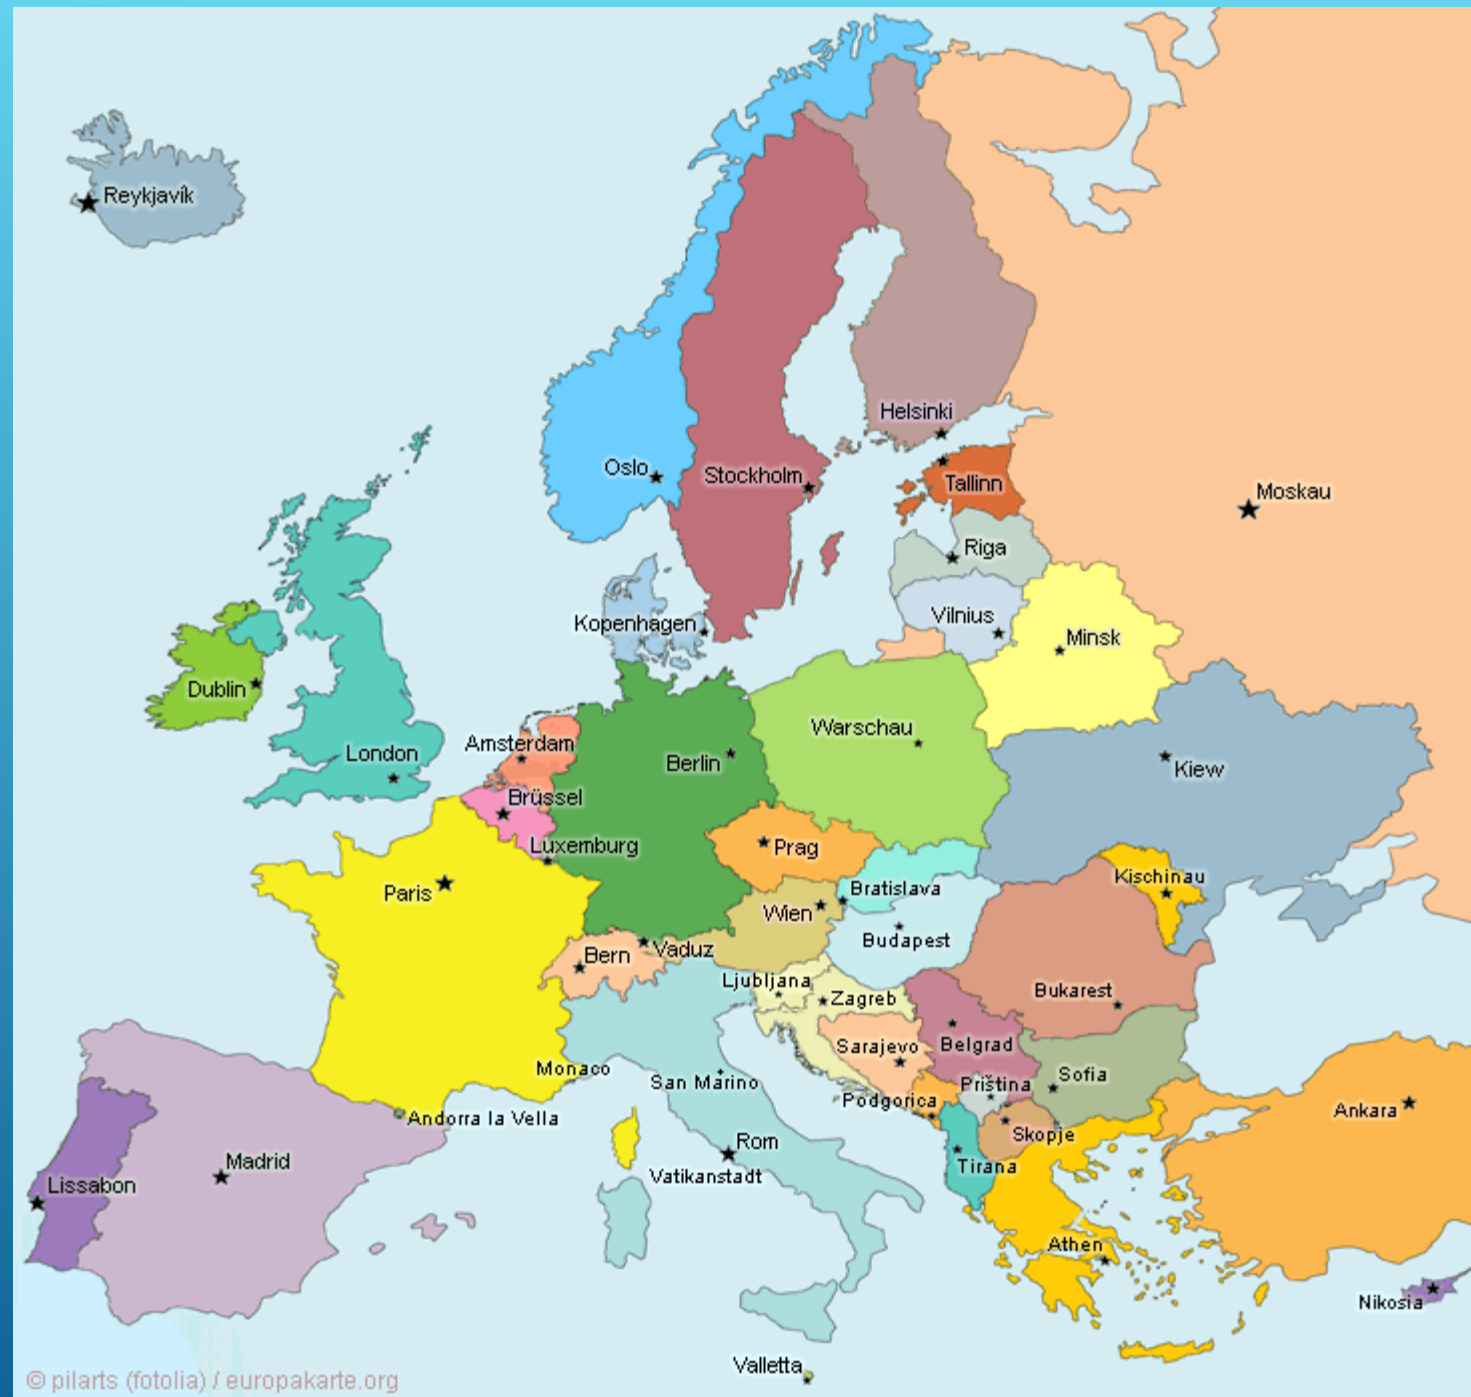 Reykjavík
Helsinki
Oslo
Stockholm
Tallinn
Moskau
Riga
Kopenhagen
Vilnius
Minsk
Dublin
Warschau
Amsterdam
London
Berlin
Kiew
Brüssel
Luxemburg
Prag
Kischinau
Paris
Bratislava
Wien
Budapest
Bern
Vaduz
Ljubljana
Zagreb
Bukarest
Sarajevo
Belgrad
Monaco
San Marino
Priština
Sofia
Podgorica
Andorra la Vella
Ankara
Skopje
Rom
Madrid
Tirana
Vatikanstadt
Lissabon
Athen
Nikosia
Valletta
© pilarts (fotolia) / europakarte.org